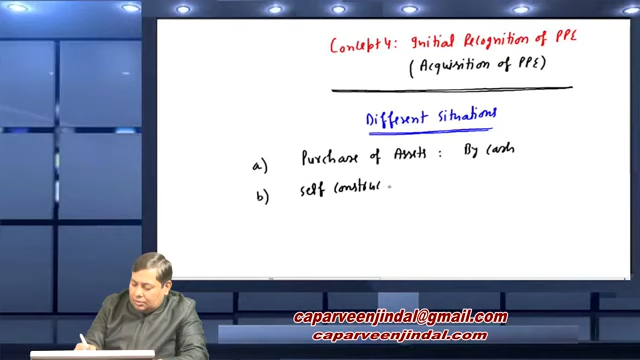 Concept 4: Initial Recognition of PPE
(Acquisition of PPE)
Different Situations
a) Purchase of Assets : By cash
b) Self construc
caparveenjindal@gmail.com
caparveenjindal.com